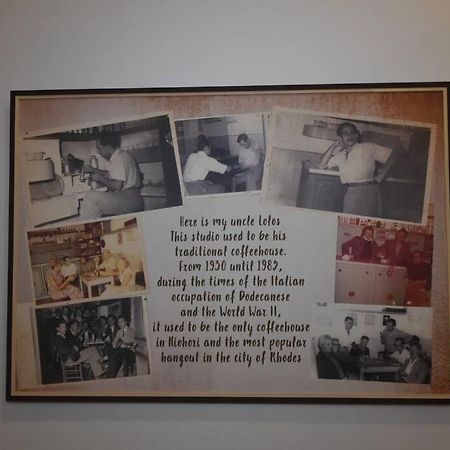 Here is my uncle Lotos
This studio used to be his
traditional coffeehouse.
From 1930 until 1982,
during the times of the Italian
occupation of Dodecanese
and the World War II,
it used to be the only coffeehouse
in Niohori and the most popular
hangout in the city of Rhodes